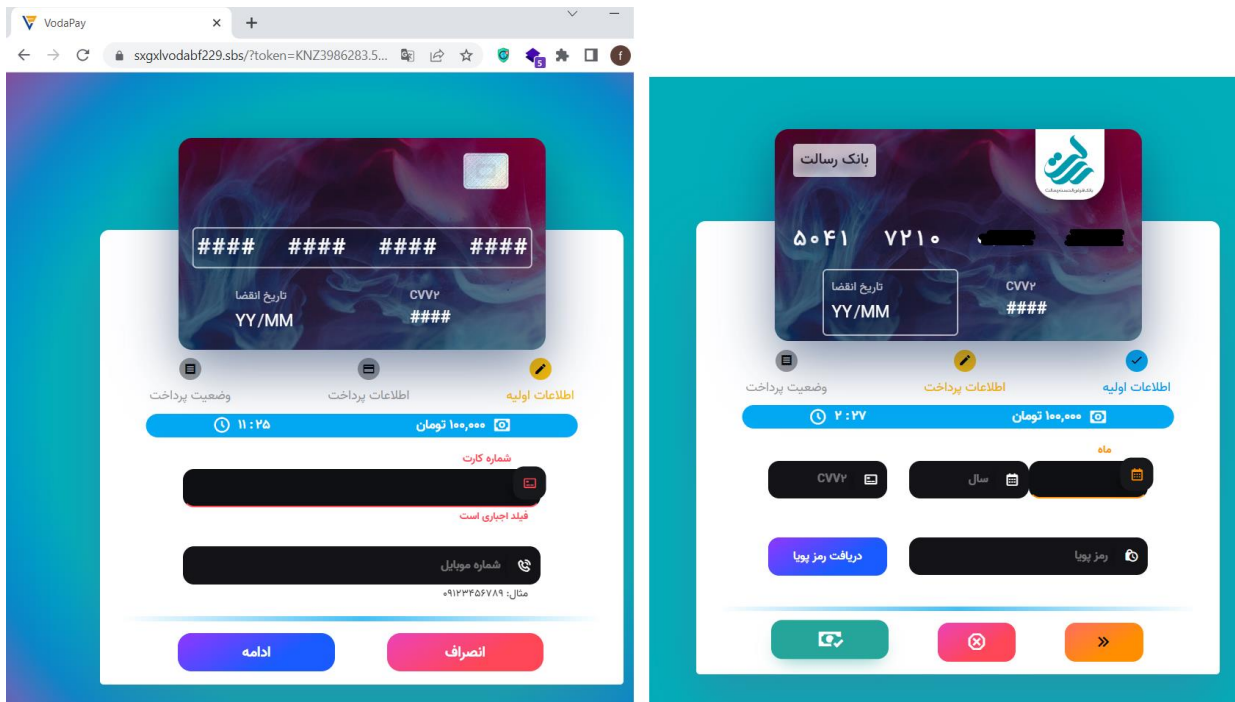 VodaPay
sxgxlvodabf229.sbs/?token=KNZ3986283.5...
5
f
#### #### #### ####
تاریخ انقضا
CVV۲
YY/MM
####
اطلاعات اولیه
اطلاعات پرداخت
وضعیت پرداخت
۱۰۰,۰۰۰ تومان
۱۱ : ۲۵
شماره کارت
فیلد اجباری است
شماره موبایل
مثال: ۰۹۱۲۳۴۵۶۷۸۹
انصراف
ادامه
بانک رسالت
۵۰۴۱ ۷۲۱۰
تاریخ انقضا
CVV۲
YY/MM
####
اطلاعات اولیه
اطلاعات پرداخت
وضعیت پرداخت
۱۰۰,۰۰۰ تومان
۲ : ۲۷
ماه
سال
CVV۲
رمز پویا
دریافت رمز پویا